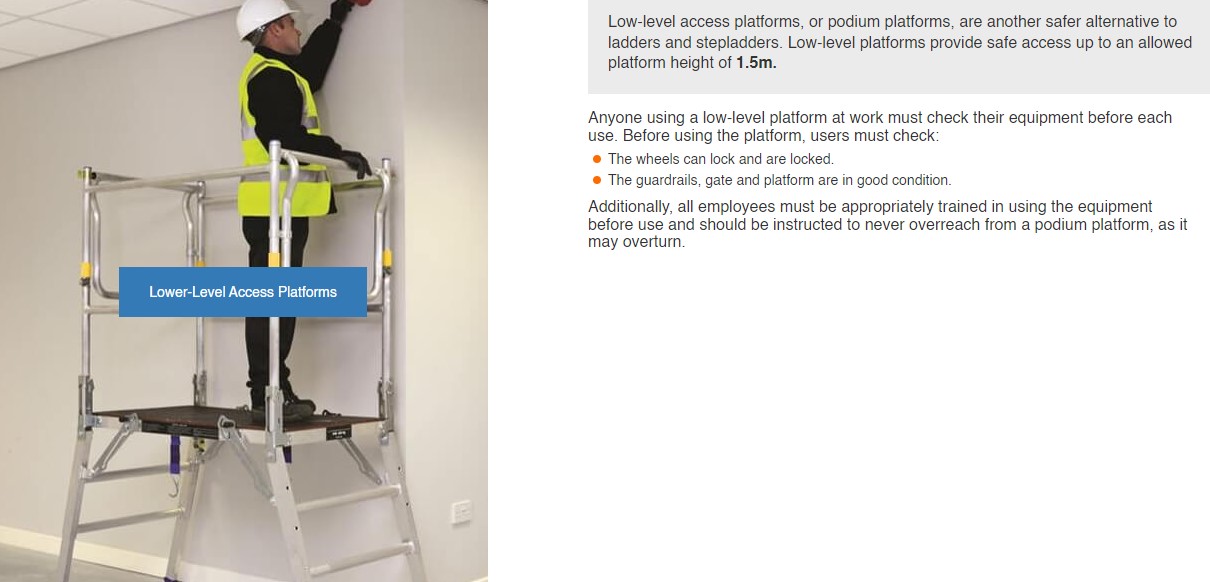 Low-level access platforms, or podium platforms, are another safer alternative to
ladders and stepladders. Low-level platforms provide safe access up to an allowed
platform height of 1.5m.
Anyone using a low-level platform at work must check their equipment before each
use. Before using the platform, users must check:
The wheels can lock and are locked.
The guardrails, gate and platform are in good condition.
Additionally, all employees must be appropriately trained in using the equipment
before use and should be instructed to never overreach from a podium platform, as it
may overturn.
Lower-Level Access Platforms